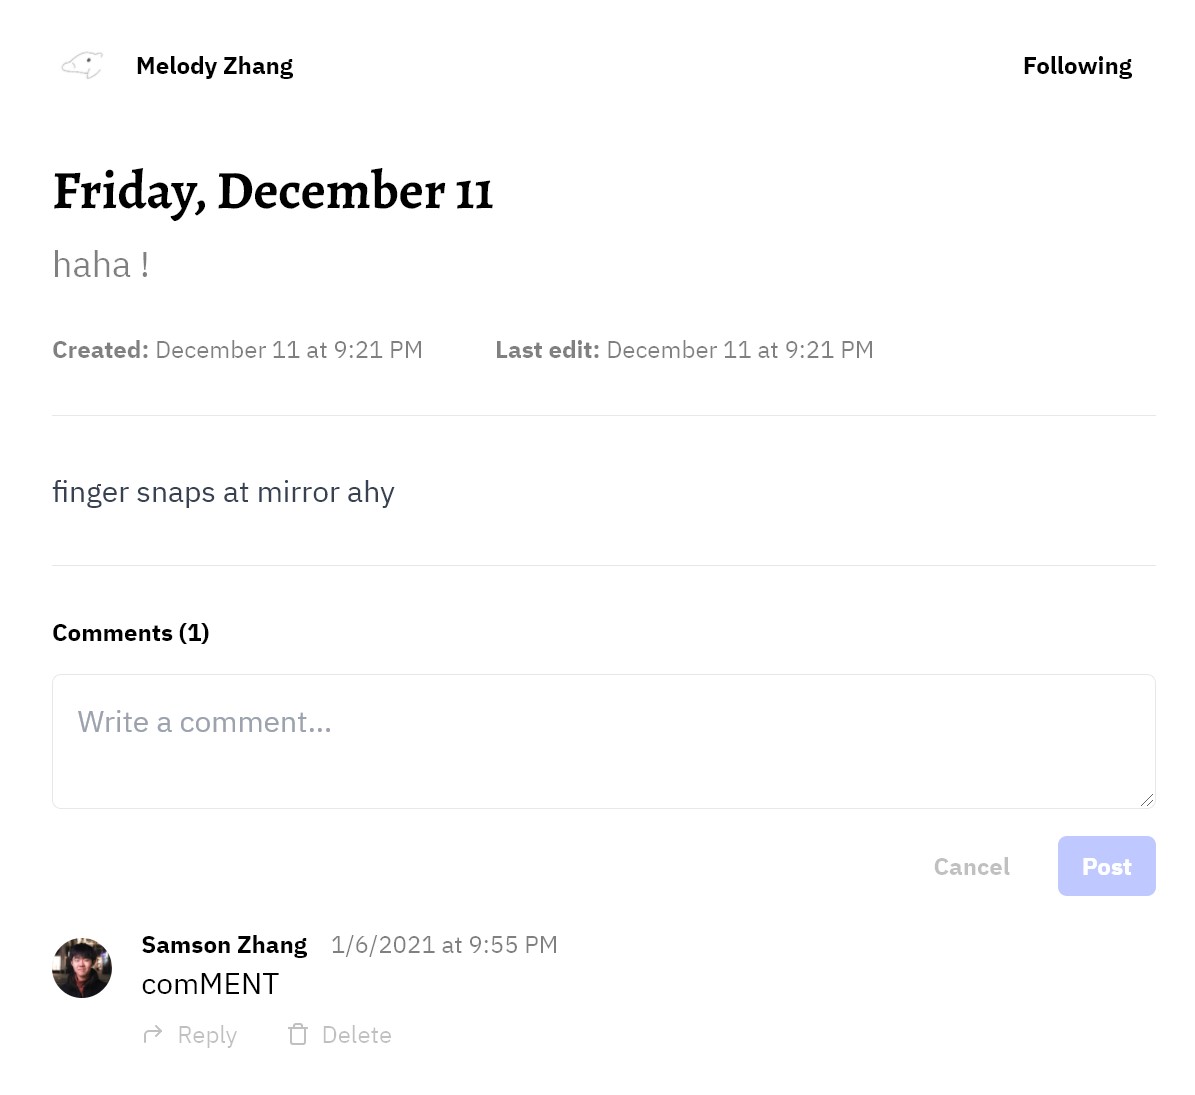 Melody Zhang Following
Friday, December 11
haha !
Created: December 11 at 9:21 PM Last edit: December 11 at 9:21 PM
finger snaps at mirror ahy
Comments (1)
Write a comment...
Cancel Post
Samson Zhang 1/6/2021 at 9:55 PM
comMENT
Reply Delete